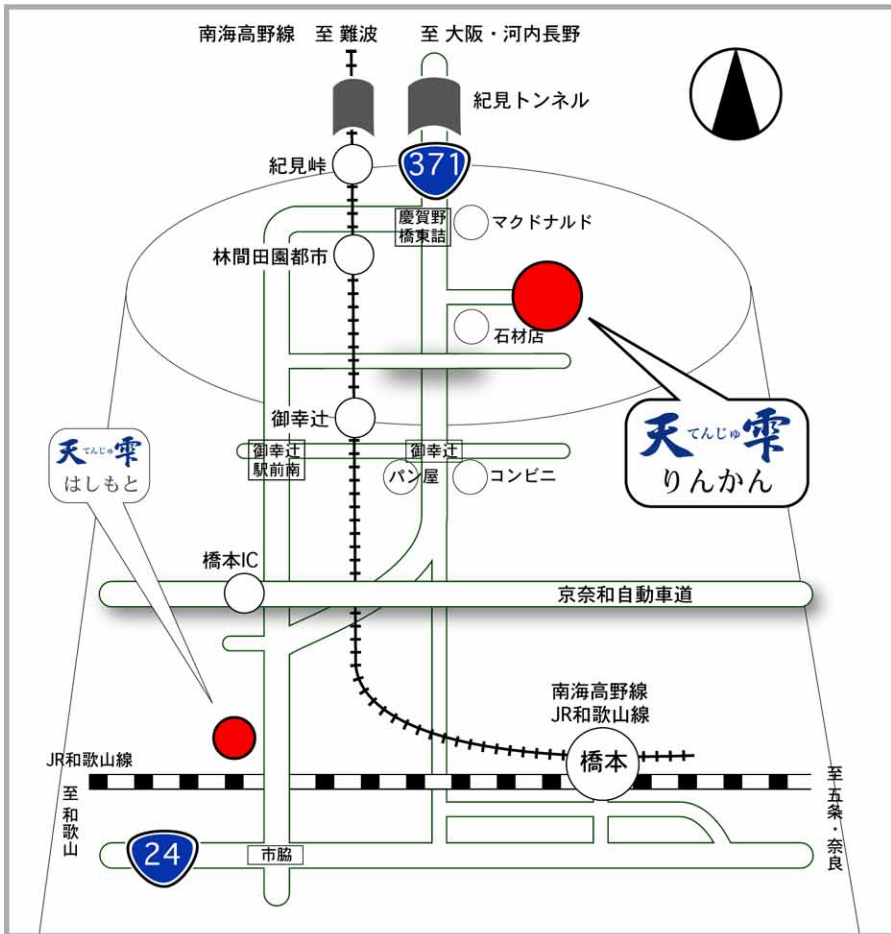 南海高野線 至 難波 至 大阪・河内長野
紀見トンネル
紀見峠
371
慶賀野
橋東詰
マクドナルド
林間田園都市
石材店
天てんじゅ雫
りんかん
御幸辻
御幸辻
駅前南
御幸辻
パン屋
コンビニ
天てんじゅ雫
はしもと
橋本IC
京奈和自動車道
南海高野線
JR和歌山線
橋本
JR和歌山線
至 和歌山
至 五条・奈良
24
市脇